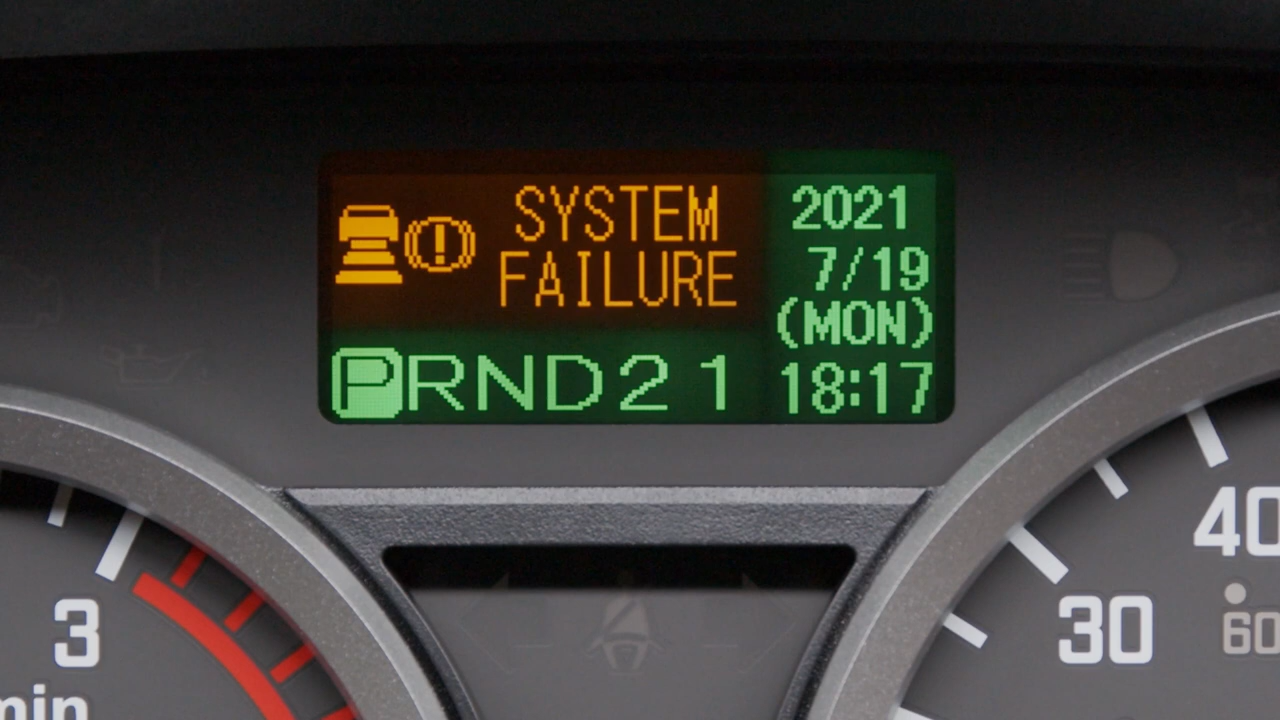 SYSTEM
FAILURE
PRND21
2021
7/19
(MON)
18:17
3
min
30
40
60